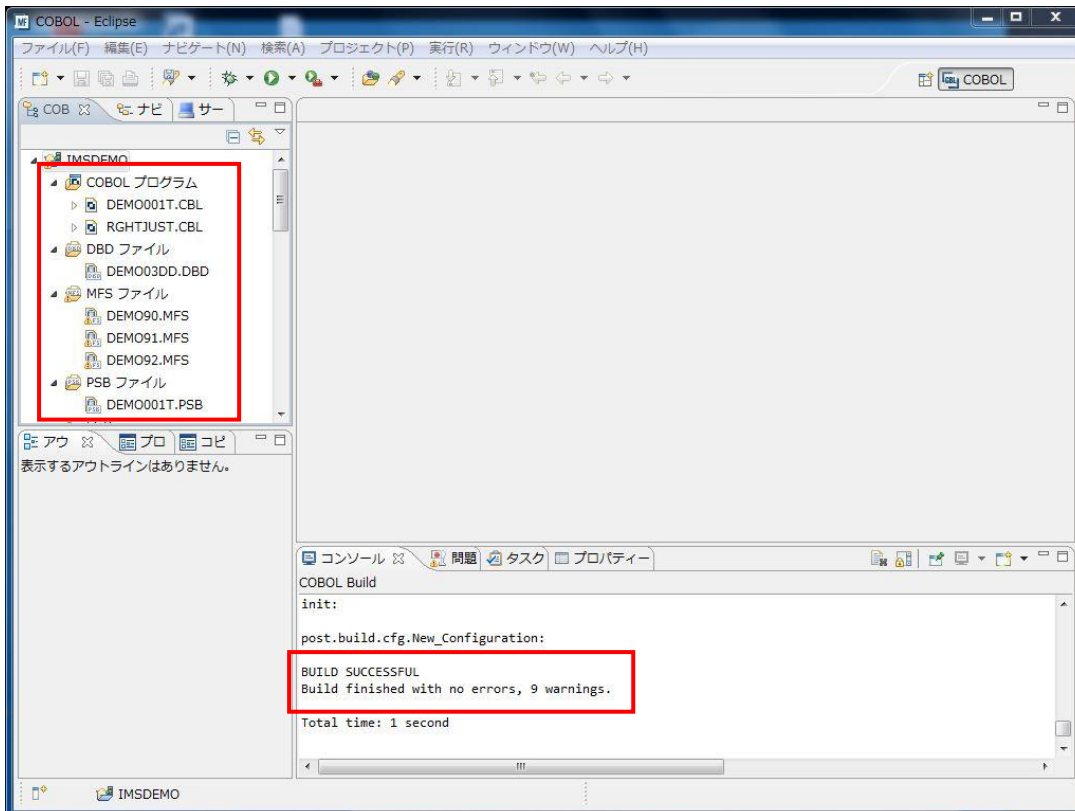 COBOL - Eclipse
ファイル(F) 編集(E) ナビゲート(N) 検索(A) プロジェクト(P) 実行(R) ウィンドウ(W) ヘルプ(H)
COBOL
COB ナビ サー
IMSDEMO
COBOL プログラム
DEMO001T.CBL
RGHTJUST.CBL
DBD ファイル
DEMO03DD.DBD
MFS ファイル
DEMO90.MFS
DEMO91.MFS
DEMO92.MFS
PSB ファイル
DEMO001T.PSB
アウ プロ コピ
表示するアウトラインはありません。
コンソール 問題 タスク プロパティー
COBOL Build
init:
post.build.cfg.New_Configuration:
BUILD SUCCESSFUL
Build finished with no errors, 9 warnings.
Total time: 1 second
IMSDEMO